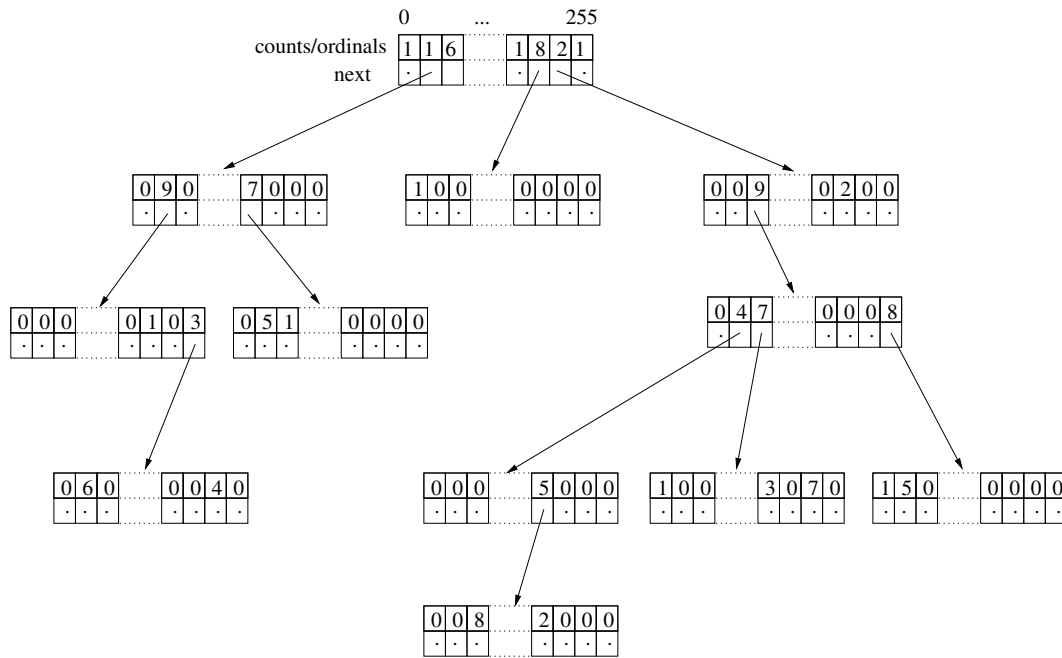 0 ... 255
counts/ordinals 1 1 6 1 8 2 1
next
0 9 0 7 0 0 0 1 0 0 0 0 0 0 0 0 9 0 2 0 0
0 0 0 0 1 0 3 0 5 1 0 0 0 0 0 4 7 0 0 0 8
0 6 0 0 0 4 0 0 0 0 5 0 0 0 1 0 0 3 0 7 0 1 5 0 0 0 0 0
0 0 8 2 0 0 0